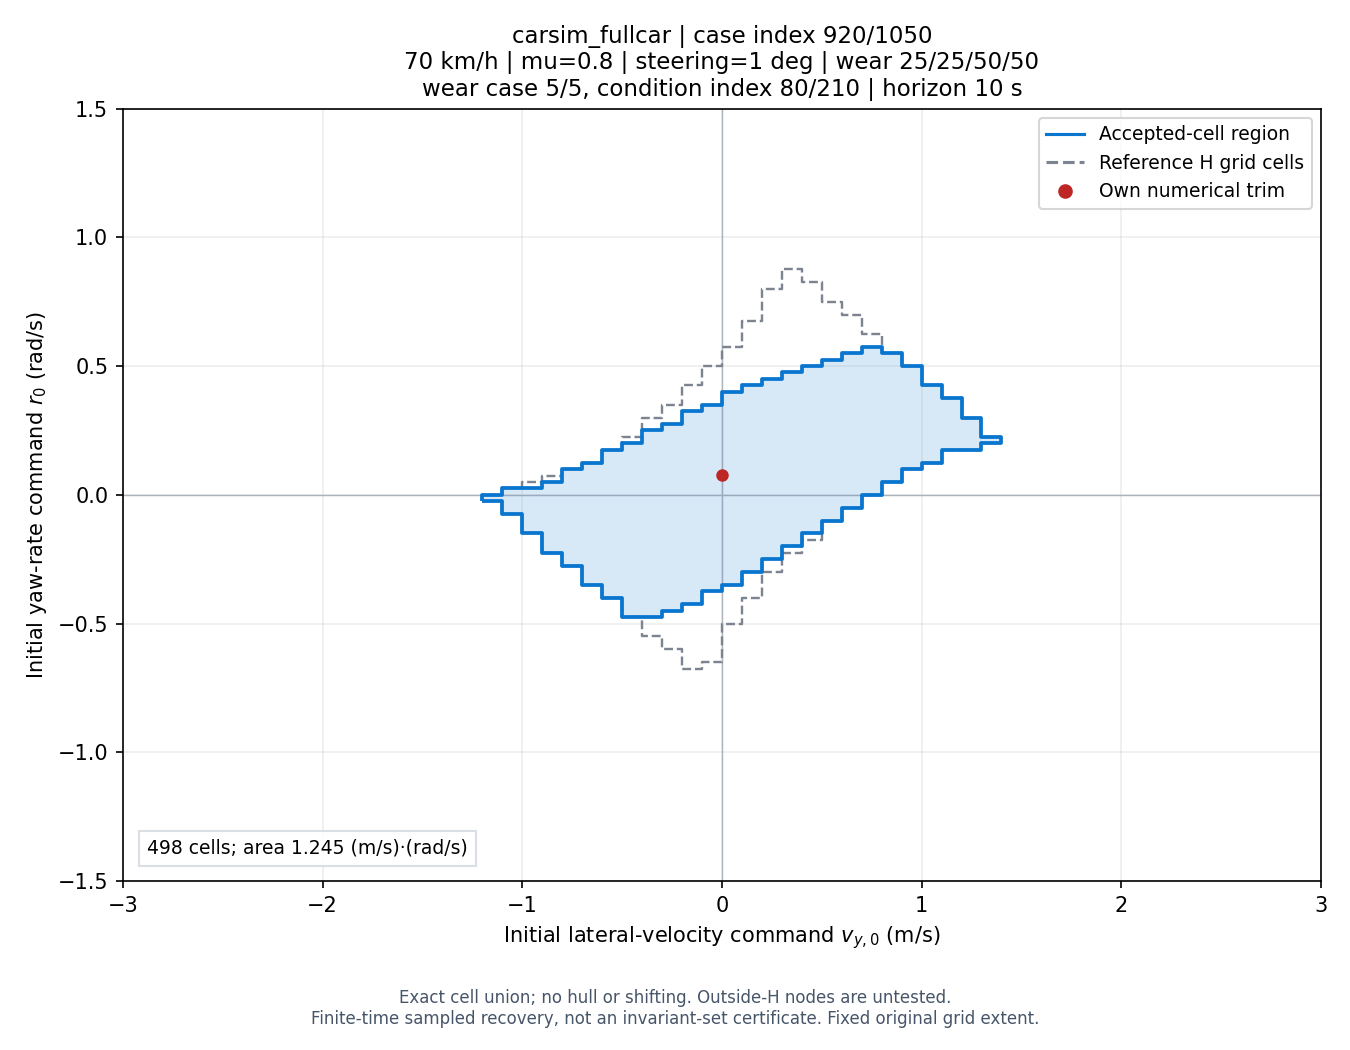 carsim_fullcar | case index 920/1050
70 km/h | mu=0.8 | steering=1 deg | wear 25/25/50/50
wear case 5/5, condition index 80/210 | horizon 10 s
Accepted-cell region
Reference H grid cells
Own numerical trim
1.5
1.0
0.5
0.0
−0.5
−1.0
−1.5
Initial yaw-rate command r0 (rad/s)
498 cells; area 1.245 (m/s)·(rad/s)
−3
−2
−1
0
1
2
3
Initial lateral-velocity command vy,0 (m/s)
Exact cell union; no hull or shifting. Outside-H nodes are untested.
Finite-time sampled recovery, not an invariant-set certificate. Fixed original grid extent.